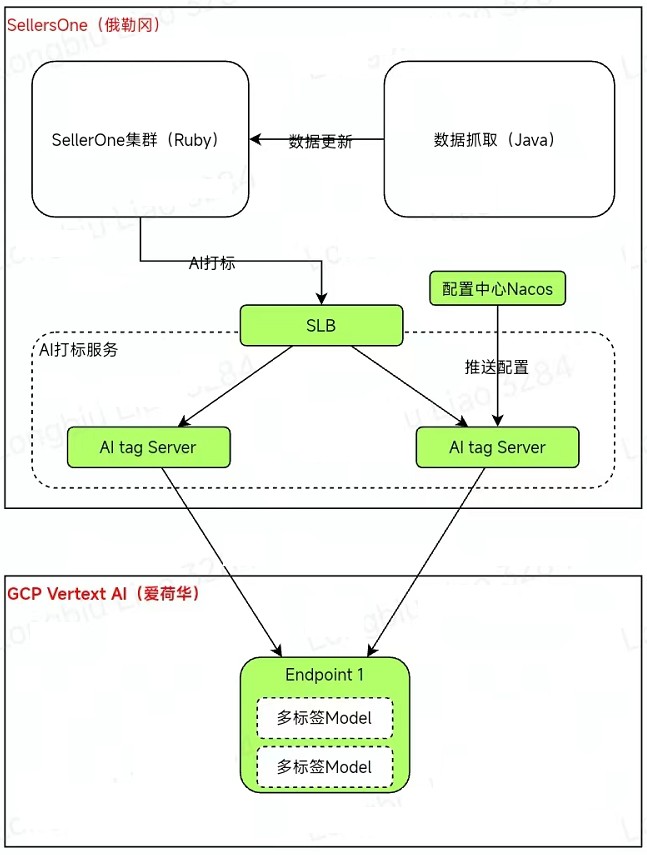 SellersOne（俄勒冈）
SellerOne集群（Ruby）
数据更新
数据抓取（Java）
AI打标
配置中心Nacos
SLB
AI打标服务
推送配置
AI tag Server
AI tag Server
GCP Vertext AI（爱荷华）
Endpoint 1
多标签Model
多标签Model